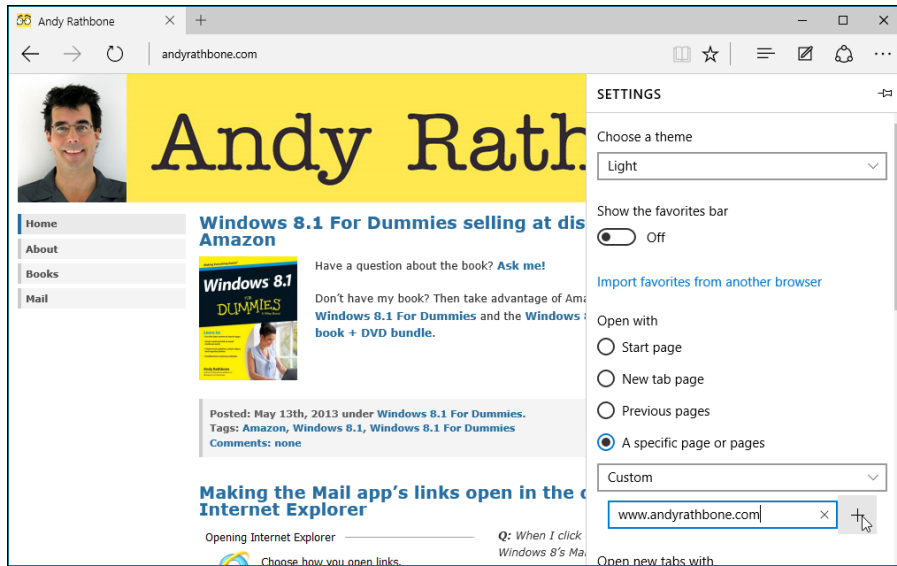 Andy Rathbone
andyrathbone.com
Andy Rath
Home
About
Books
Mail
Windows 8.1 For Dummies selling at dis
Amazon
Windows 8.1
FOR
DUMMIES
Have a question about the book? Ask me!
Don't have my book? Then take advantage of Ama
Windows 8.1 For Dummies and the Windows
book + DVD bundle.
Posted: May 13th, 2013 under Windows 8.1 For Dummies.
Tags: Amazon, Windows 8.1, Windows 8.1 For Dummies
Comments: none
Making the Mail app's links open in the d
Internet Explorer
Opening Internet Explorer
Choose how you open links.
Q: When I click
Windows 8's Mai
SETTINGS
Choose a theme
Light
Show the favorites bar
Off
Import favorites from another browser
Open with
Start page
New tab page
Previous pages
A specific page or pages
Custom
www.andyrathbone.com
Open new tabs with